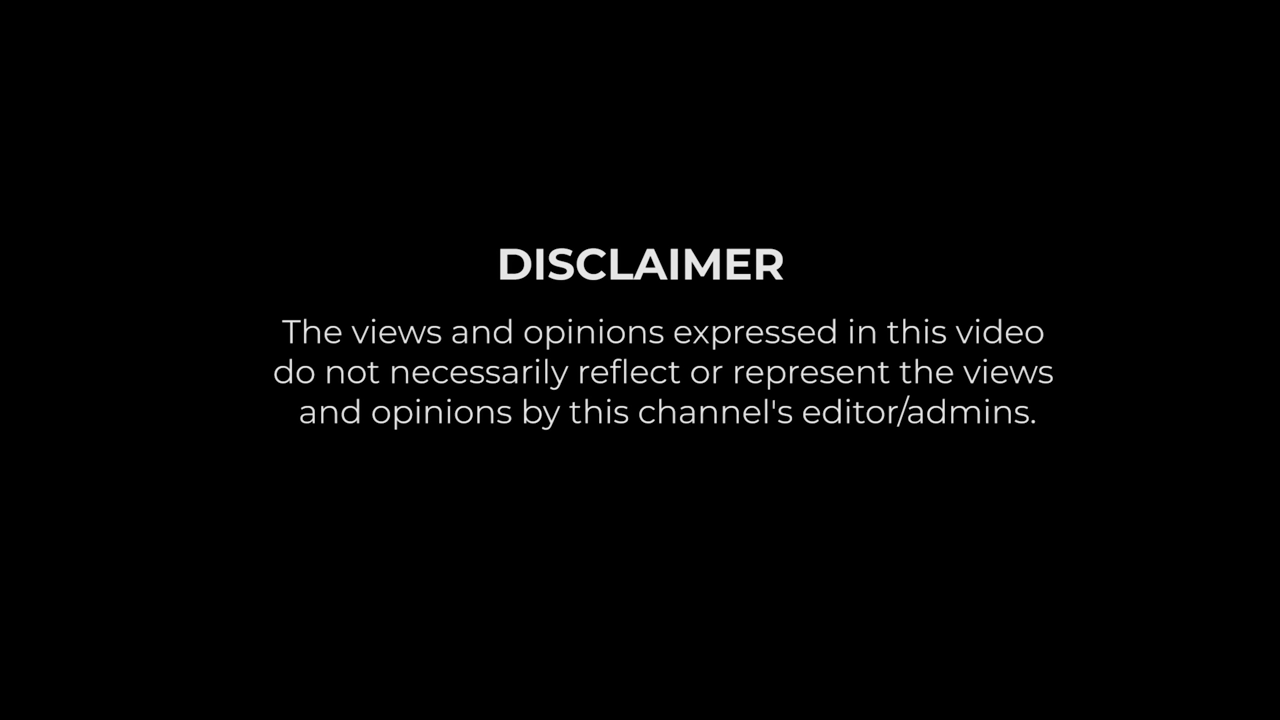 DISCLAIMER
The views and opinions expressed in this video
do not necessarily reflect or represent the views
and opinions by this channel's editor/admins.